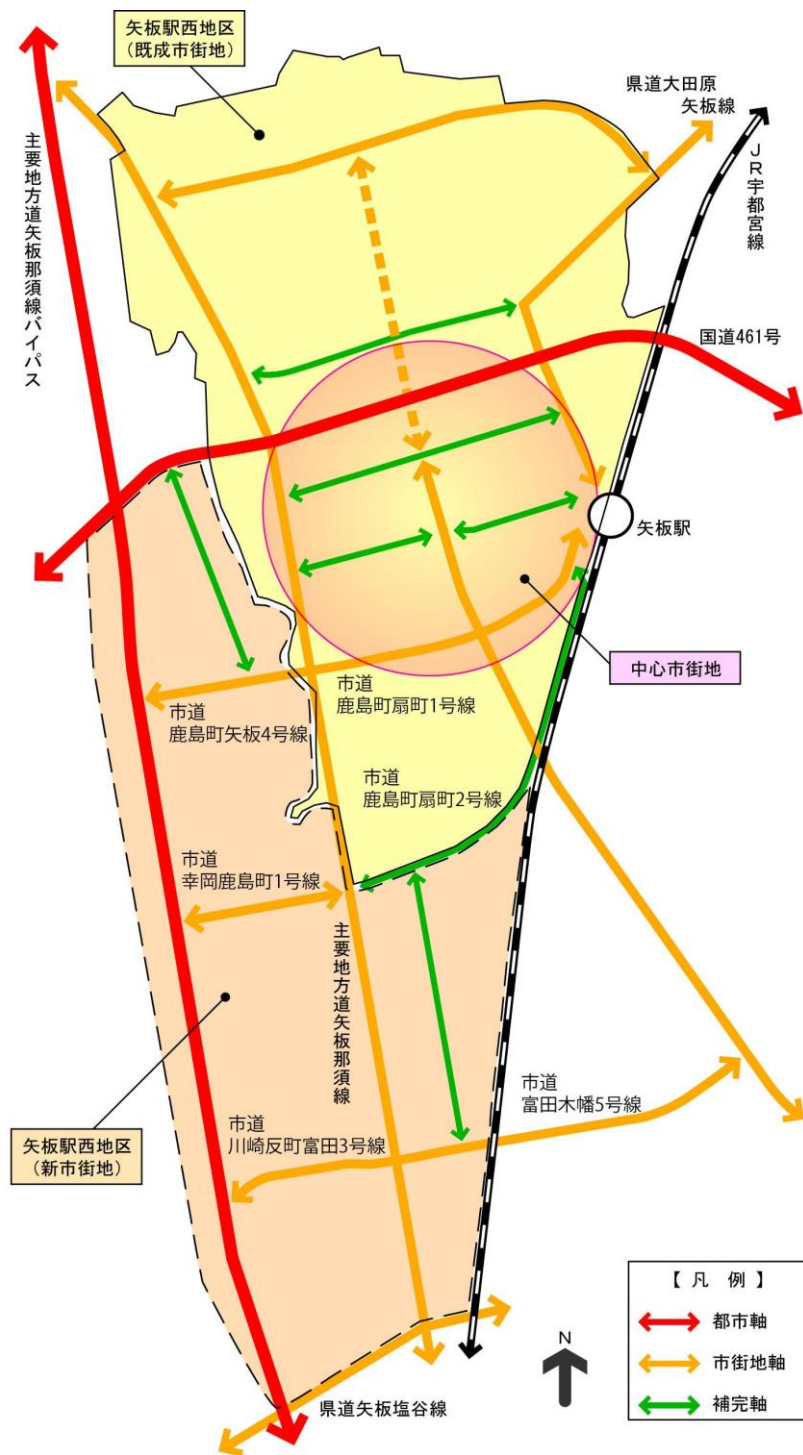 矢板駅西地区
(既成市街地)
県道大田原
矢板線
JR宇都宮線
主要地方道矢板那須線バイパス
国道461号
矢板駅
中心市街地
市道
鹿島町扇町1号線
市道
鹿島町矢板4号線
市道
鹿島町扇町2号線
市道
幸岡鹿島町1号線
主要地方道矢板那須線
市道
富田木幡5号線
矢板駅西地区
(新市街地)
市道
川崎反町富田3号線
県道矢板塩谷線
N
【凡 例】
都市軸
市街地軸
補完軸